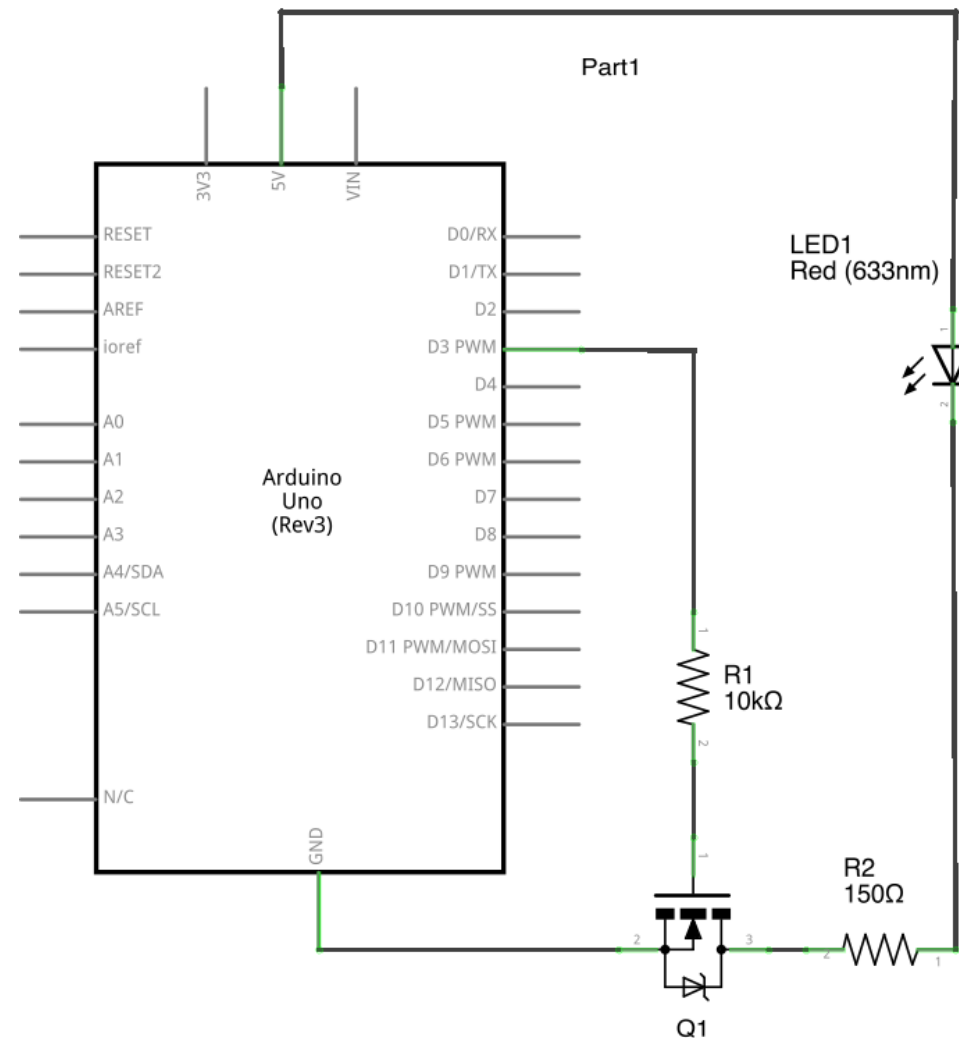 Part1
3V3
5V
VIN
RESET
RESET2
AREF
ioref
A0
A1
A2
A3
A4/SDA
A5/SCL
N/C
Arduino
Uno
(Rev3)
D0/RX
D1/TX
D2
D3 PWM
D4
D5 PWM
D6 PWM
D7
D8
D9 PWM
D10 PWM/SS
D11 PWM/MOSI
D12/MISO
D13/SCK
GND
LED1
Red (633nm)
1
2
1
R1
10kΩ
2
1
R2
150Ω
2
3
2
1
Q1